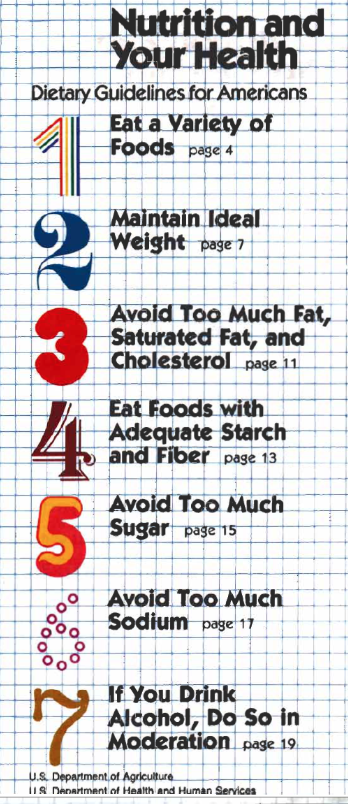 Nutrition and
Your Health
Dietary Guidelines for Americans
1 Eat a Variety of
Foods page 4
2 Maintain Ideal
Weight page 7
3 Avoid Too Much Fat,
Saturated Fat, and
Cholesterol page 11
4 Eat Foods with
Adequate Starch
and Fiber page 13
5 Avoid Too Much
Sugar page 15
6 Avoid Too Much
Sodium page 17
7 If You Drink
Alcohol, Do So in
Moderation page 19
U.S. Department of Agriculture
U.S. Department of Health and Human Services